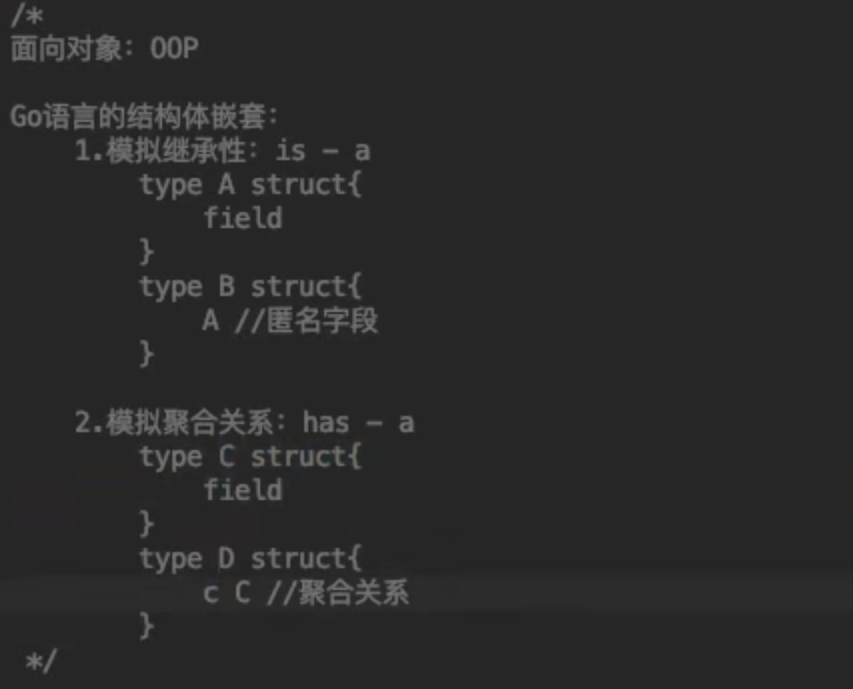 /*
面向对象：OOP
Go语言的结构体嵌套：
1.模拟继承性：is - a
type A struct{
field
}
type B struct{
A //匿名字段
}
2.模拟聚合关系：has - a
type C struct{
field
}
type D struct{
c C //聚合关系
}
*/